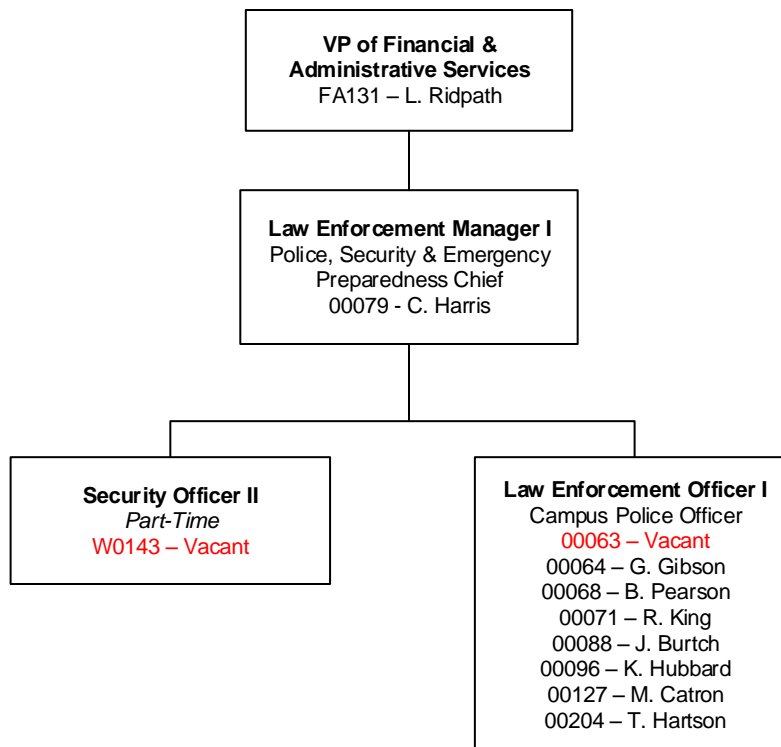 VP of Financial &
Administrative Services
FA131 – L. Ridpath
Law Enforcement Manager I
Police, Security & Emergency
Preparedness Chief
00079 - C. Harris
Security Officer II
Part-Time
W0143 – Vacant
Law Enforcement Officer I
Campus Police Officer
00063 – Vacant
00064 – G. Gibson
00068 – B. Pearson
00071 – R. King
00088 – J. Burtch
00096 – K. Hubbard
00127 – M. Catron
00204 – T. Hartson